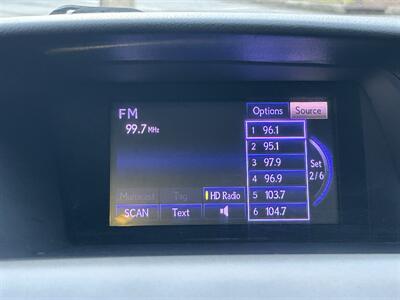 FM
Options
Source
99.7 MHz
1 96.1
2 95.1
3 97.9
4 96.9
5 103.7
6 104.7
Set
2/6
Multicast
Tag
HD Radio
SCAN
Text